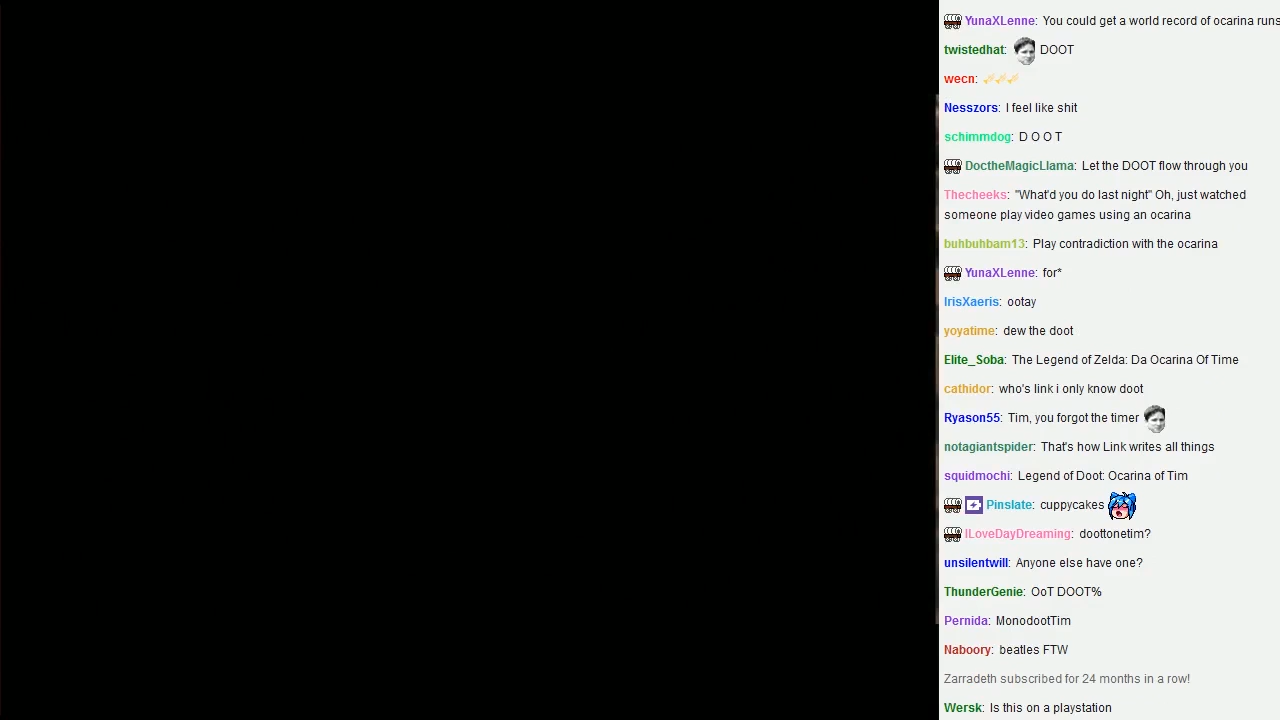 YunaXLenne: You could get a world record of ocarina runs
twistedhat: DOOT
wecn:
Nesszors: I feel like shit
schimmdog: D O O T
DoctheMagicLlama: Let the DOOT flow through you
Thecheeks: "What'd you do last night" Oh, just watched
someone play video games using an ocarina
buhbuhbam13: Play contradiction with the ocarina
YunaXLenne: for*
IrisXaeris: ootay
yoyatime: dew the doot
Elite_Soba: The Legend of Zelda: Da Ocarina Of Time
cathidor: who's link i only know doot
Ryason55: Tim, you forgot the timer
notagiantspider: That's how Link writes all things
squidmochi: Legend of Doot: Ocarina of Tim
Pinslate: cuppycakes
ILoveDayDreaming: doottonetim?
unsilentwill: Anyone else have one?
ThunderGenie: OoT DOOT%
Pernida: MonodootTim
Naboory: beatles FTW
Zarradeth subscribed for 24 months in a row!
Wersk: Is this on a playstation